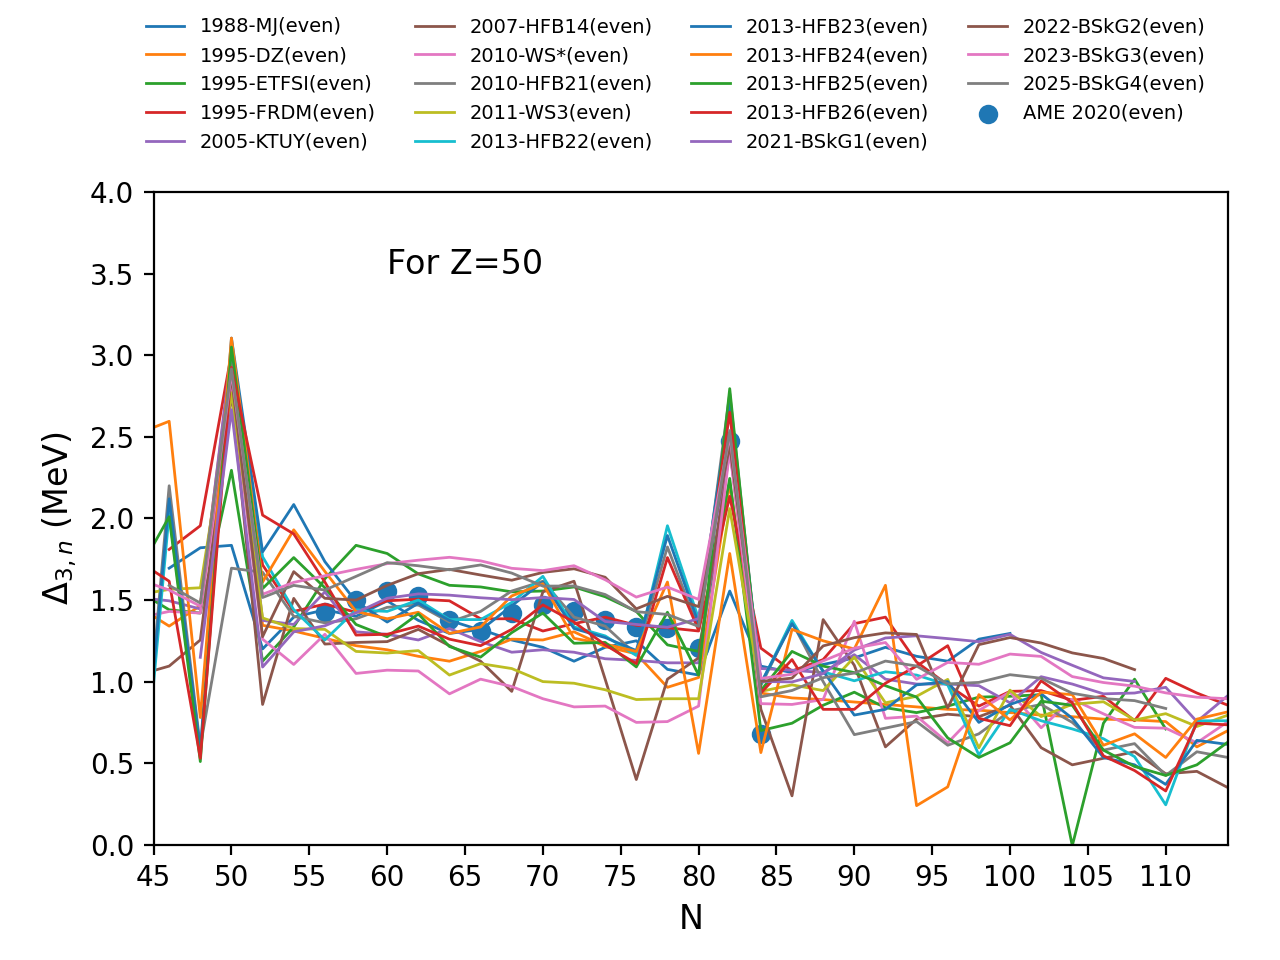 1988-MJ(even)
1995-DZ(even)
1995-ETFSI(even)
1995-FRDM(even)
2005-KTUY(even)
2007-HFB14(even)
2010-WS*(even)
2010-HFB21(even)
2011-WS3(even)
2013-HFB22(even)
2013-HFB23(even)
2013-HFB24(even)
2013-HFB25(even)
2013-HFB26(even)
2021-BSkG1(even)
2022-BSkG2(even)
2023-BSkG3(even)
2025-BSkG4(even)
AME 2020(even)
For Z=50
Δ3, n (MeV)
4.0
3.5
3.0
2.5
2.0
1.5
1.0
0.5
0.0
45 50 55 60 65 70 75 80 85 90 95 100 105 110
N